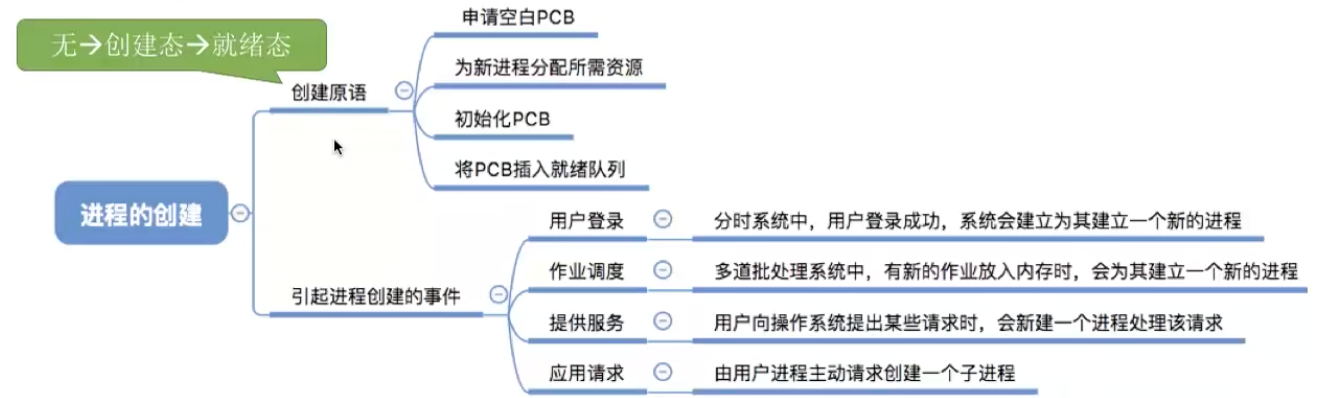 无→创建态→就绪态
进程的创建
创建原语
申请空白PCB
为新进程分配所需资源
初始化PCB
将PCB插入就绪队列
引起进程创建的事件
用户登录
分时系统中，用户登录成功，系统会建立为其建立一个新的进程
作业调度
多道批处理系统中，有新的作业放入内存时，会为其建立一个新的进程
提供服务
用户向操作系统提出某些请求时，会新建一个进程处理该请求
应用请求
由用户进程主动请求创建一个子进程